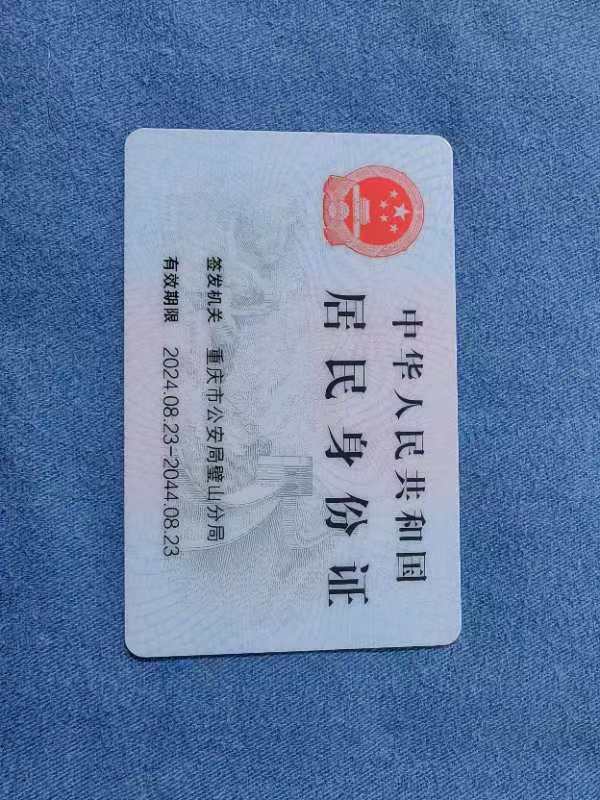 中华人民共和国
居民身份证
签发机关 重庆市公安局璧山分局
有效期限 2024.08.23-2044.08.23